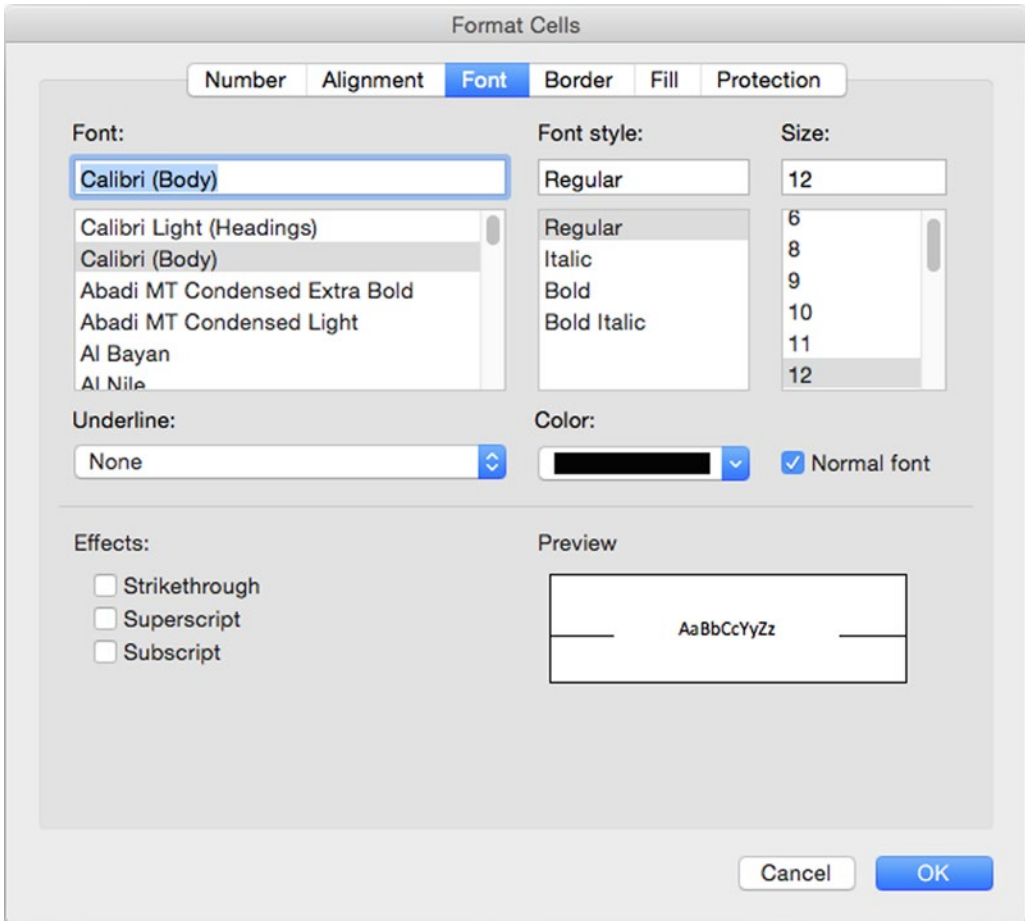 Format Cells
Number Alignment Font Border Fill Protection
Font: Font style: Size:
Calibri (Body) Regular 12
Calibri Light (Headings) Regular 6
Calibri (Body) Italic 8
Abadi MT Condensed Extra Bold Bold 9
Abadi MT Condensed Light Bold Italic 10
Al Bayan 11
Al Nile 12
Underline: Color:
None Normal font
Effects: Preview
Strikethrough
Superscript AaBbCcYyZz
Subscript
Cancel OK